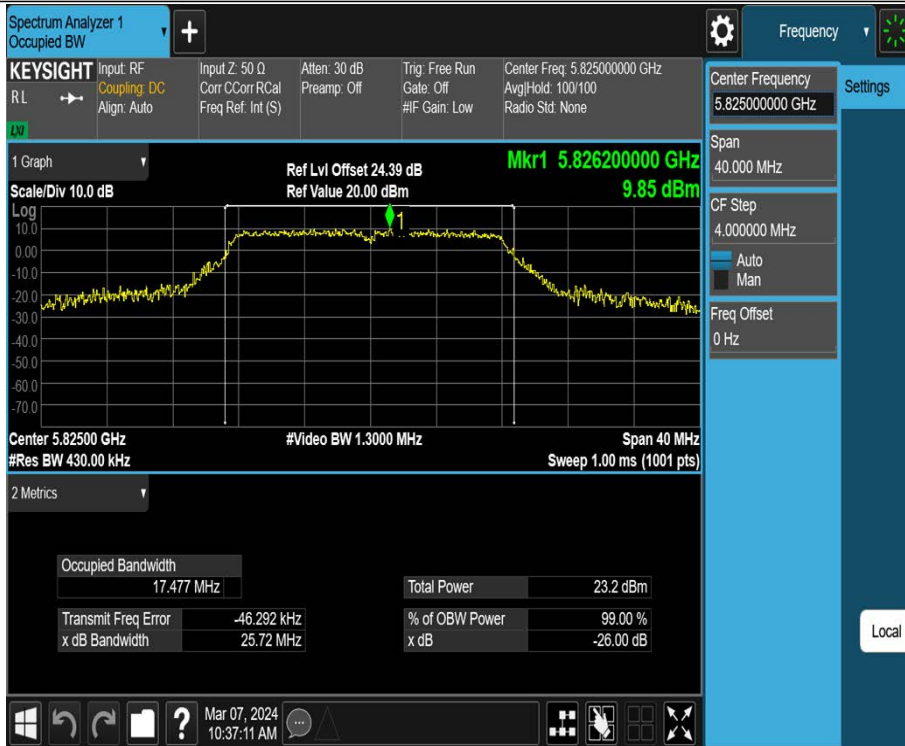 Spectrum Analyzer 1
Occupied BW
+
Frequency
KEYSIGHT
R L
LXI
Input: RF
Coupling: DC
Align: Auto
Input Z: 50 Ω
Corr CCorr RCal
Freq Ref: Int (S)
Atten: 30 dB
Preamp: Off
Trig: Free Run
Gate: Off
#IF Gain: Low
Center Freq: 5.825000000 GHz
Avg|Hold: 100/100
Radio Std: None
Center Frequency
5.825000000 GHz
Settings
Span
40.000 MHz
CF Step
4.000000 MHz
Auto
Man
Freq Offset
0 Hz
Local
1 Graph
Scale/Div 10.0 dB
Ref Lvl Offset 24.39 dB
Ref Value 20.00 dBm
Mkr1 5.826200000 GHz
9.85 dBm
Log
10.0
0.00
-10.0
-20.0
-30.0
-40.0
-50.0
-60.0
-70.0
1
Center 5.82500 GHz
#Video BW 1.3000 MHz
Span 40 MHz
#Res BW 430.00 kHz
Sweep 1.00 ms (1001 pts)
2 Metrics
Occupied Bandwidth
17.477 MHz
Total Power 23.2 dBm
Transmit Freq Error -46.292 kHz
% of OBW Power 99.00 %
x dB Bandwidth 25.72 MHz
x dB -26.00 dB
?
Mar 07, 2024
10:37:11 AM